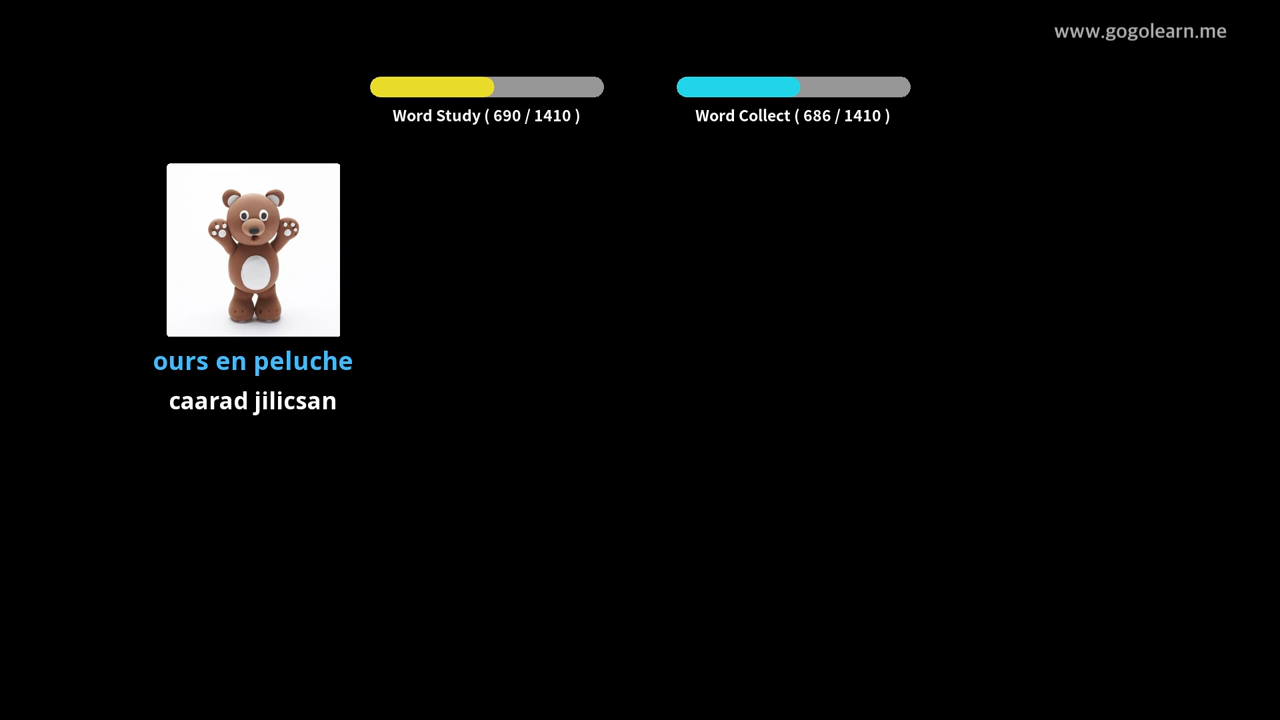 www.gogolearn.me
Word Study ( 690 / 1410 )
Word Collect ( 686 / 1410 )
ours en peluche
caarad jilicsan